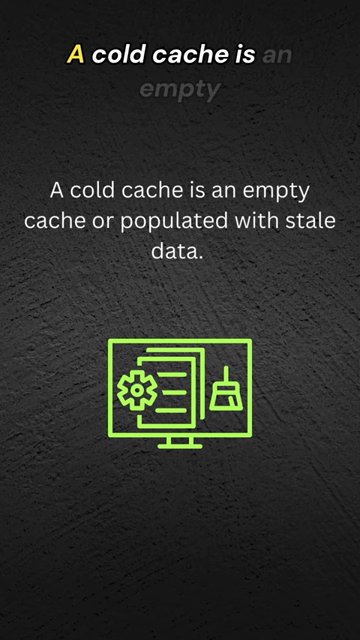 A cold cache is an
empty
A cold cache is an empty
cache or populated with stale
data.